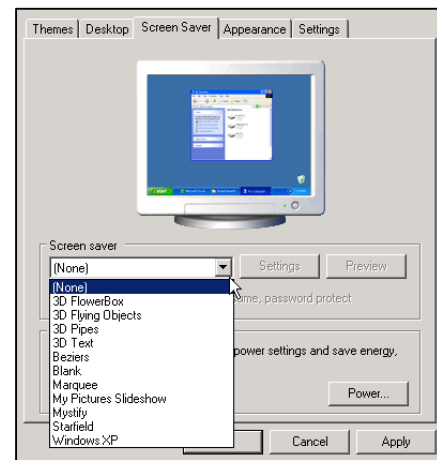 Themes Desktop Screen Saver Appearance Settings
Screen saver
(None) Settings Preview
(None)
3D FlowerBox
ume, password protect
3D Flying Objects
3D Pipes
3D Text
Beziers
power settings and save energy,
Blank
Marquee
My Pictures Slideshow
Power...
Mystify
Starfield
Windows XP
Cancel Apply